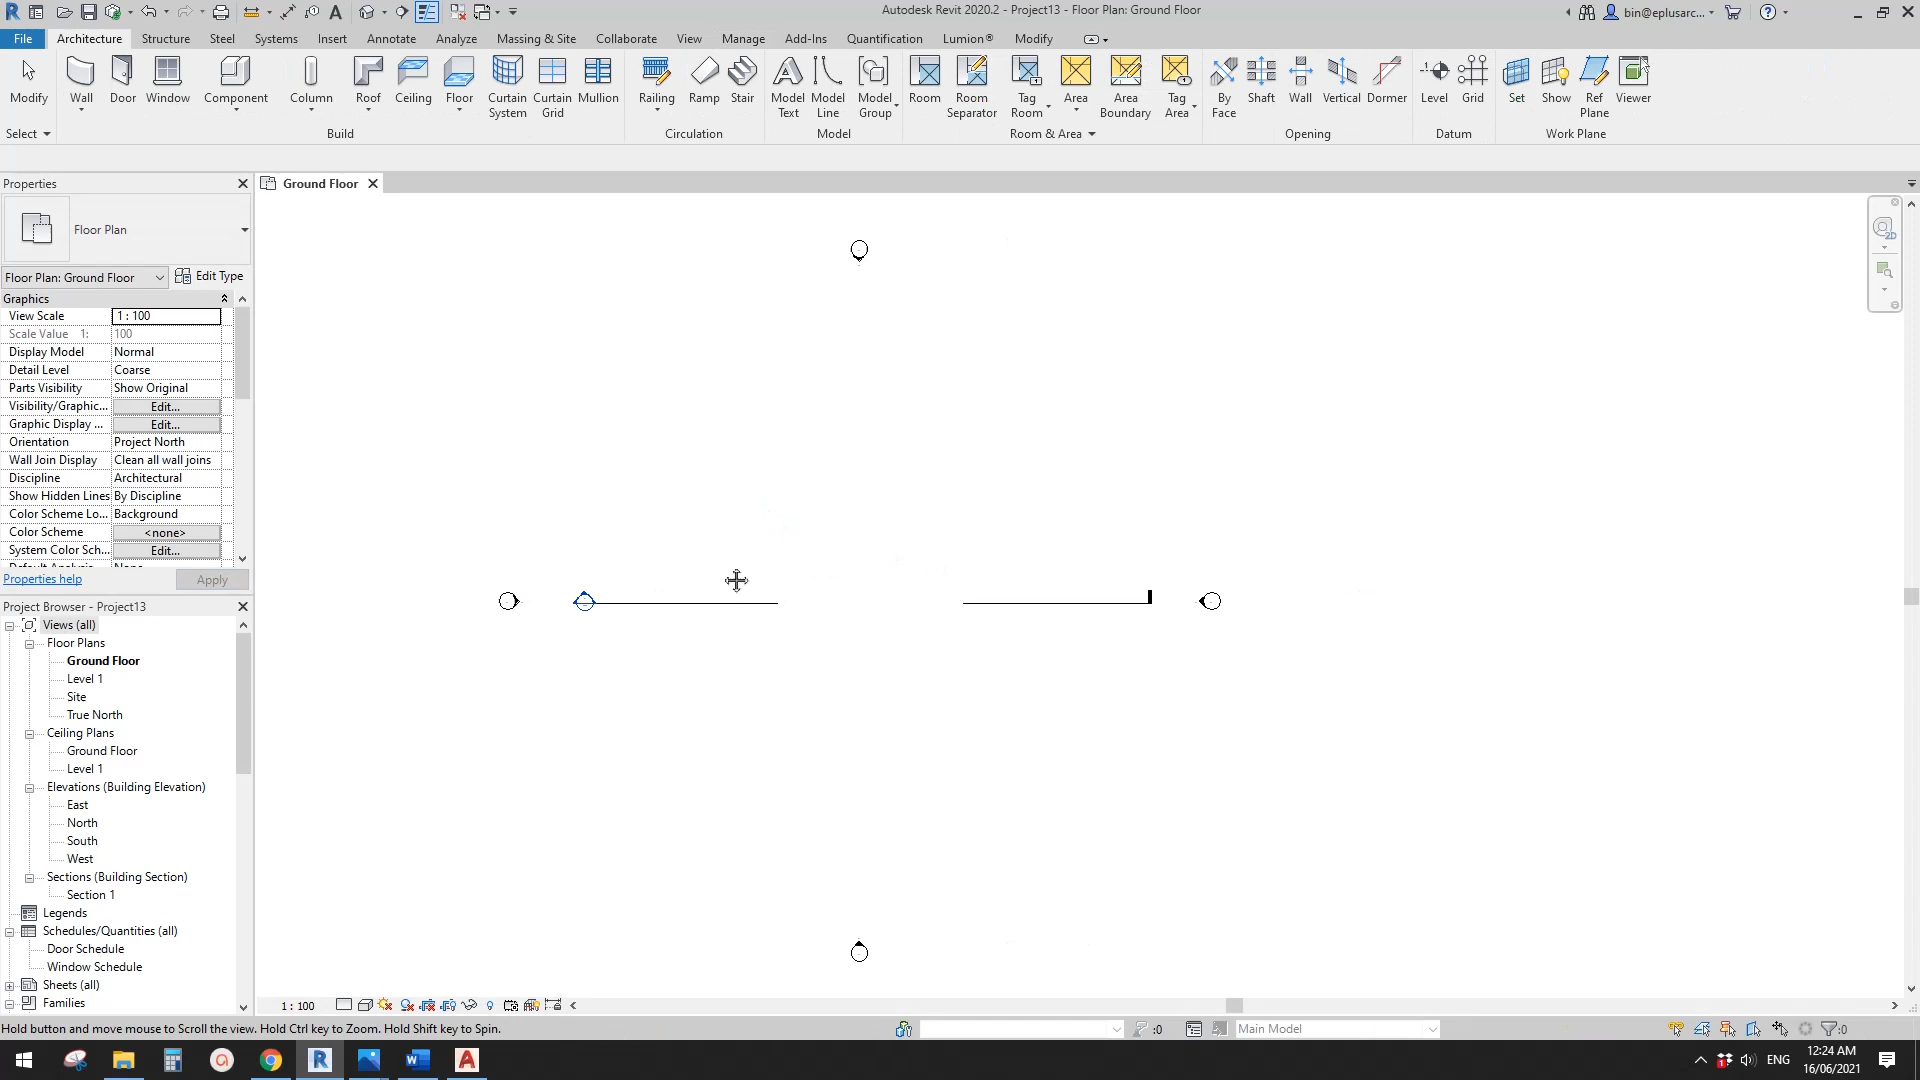 Autodesk Revit 2020.2 - Project13 - Floor Plan: Ground Floor
bin@eplusarc...
File Architecture Structure Steel Systems Insert Annotate Analyze Massing & Site Collaborate View Manage Add-Ins Quantification Lumion® Modify
Modify Wall Door Window Component Column Roof Ceiling Floor Curtain System Curtain Grid Mullion Railing Ramp Stair Model Text Model Line Model Group Room Room Separator Tag Room Area Area Boundary Tag Area By Face Shaft Wall Vertical Dormer Level Grid Set Show Ref Plane Viewer
Select Build Circulation Model Room & Area Opening Datum Work Plane
Properties
Ground Floor
Floor Plan
Floor Plan: Ground Floor Edit Type
Graphics
View Scale 1 : 100
Scale Value 1: 100
Display Model Normal
Detail Level Coarse
Parts Visibility Show Original
Visibility/Graphic... Edit...
Graphic Display ... Edit...
Orientation Project North
Wall Join Display Clean all wall joins
Discipline Architectural
Show Hidden Lines By Discipline
Color Scheme Lo... Background
Color Scheme <none>
System Color Sch... Edit...
Properties help Apply
Project Browser - Project13
Views (all)
Floor Plans
Ground Floor
Level 1
Site
True North
Ceiling Plans
Ground Floor
Level 1
Elevations (Building Elevation)
East
North
South
West
Sections (Building Section)
Section 1
Legends
Schedules/Quantities (all)
Door Schedule
Window Schedule
Sheets (all)
Families
1 : 100
Hold button and move mouse to Scroll the view. Hold Ctrl key to Zoom. Hold Shift key to Spin.
:0
Main Model
:0
ENG
12:24 AM
16/06/2021